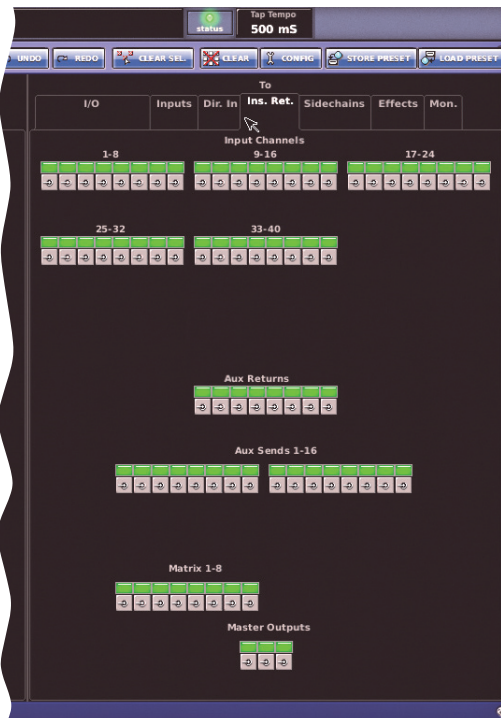 Tap Tempo
status 500 mS
UNDO REDO CLEAR SEL. CLEAR CONFIG STORE PRESET LOAD PRESET
To
I/O Inputs Dir. In Ins. Ret. Sidechains Effects Mon.
Input Channels
1-8 9-16 17-24
25-32 33-40
Aux Returns
Aux Sends 1-16
Matrix 1-8
Master Outputs